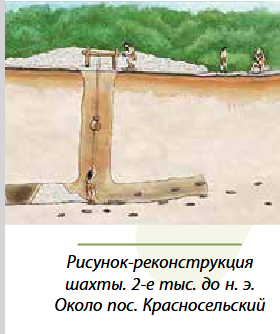 Рисунок-реконструкция
шахты. 2-е тыс. до н. э.
Около пос. Красносельский